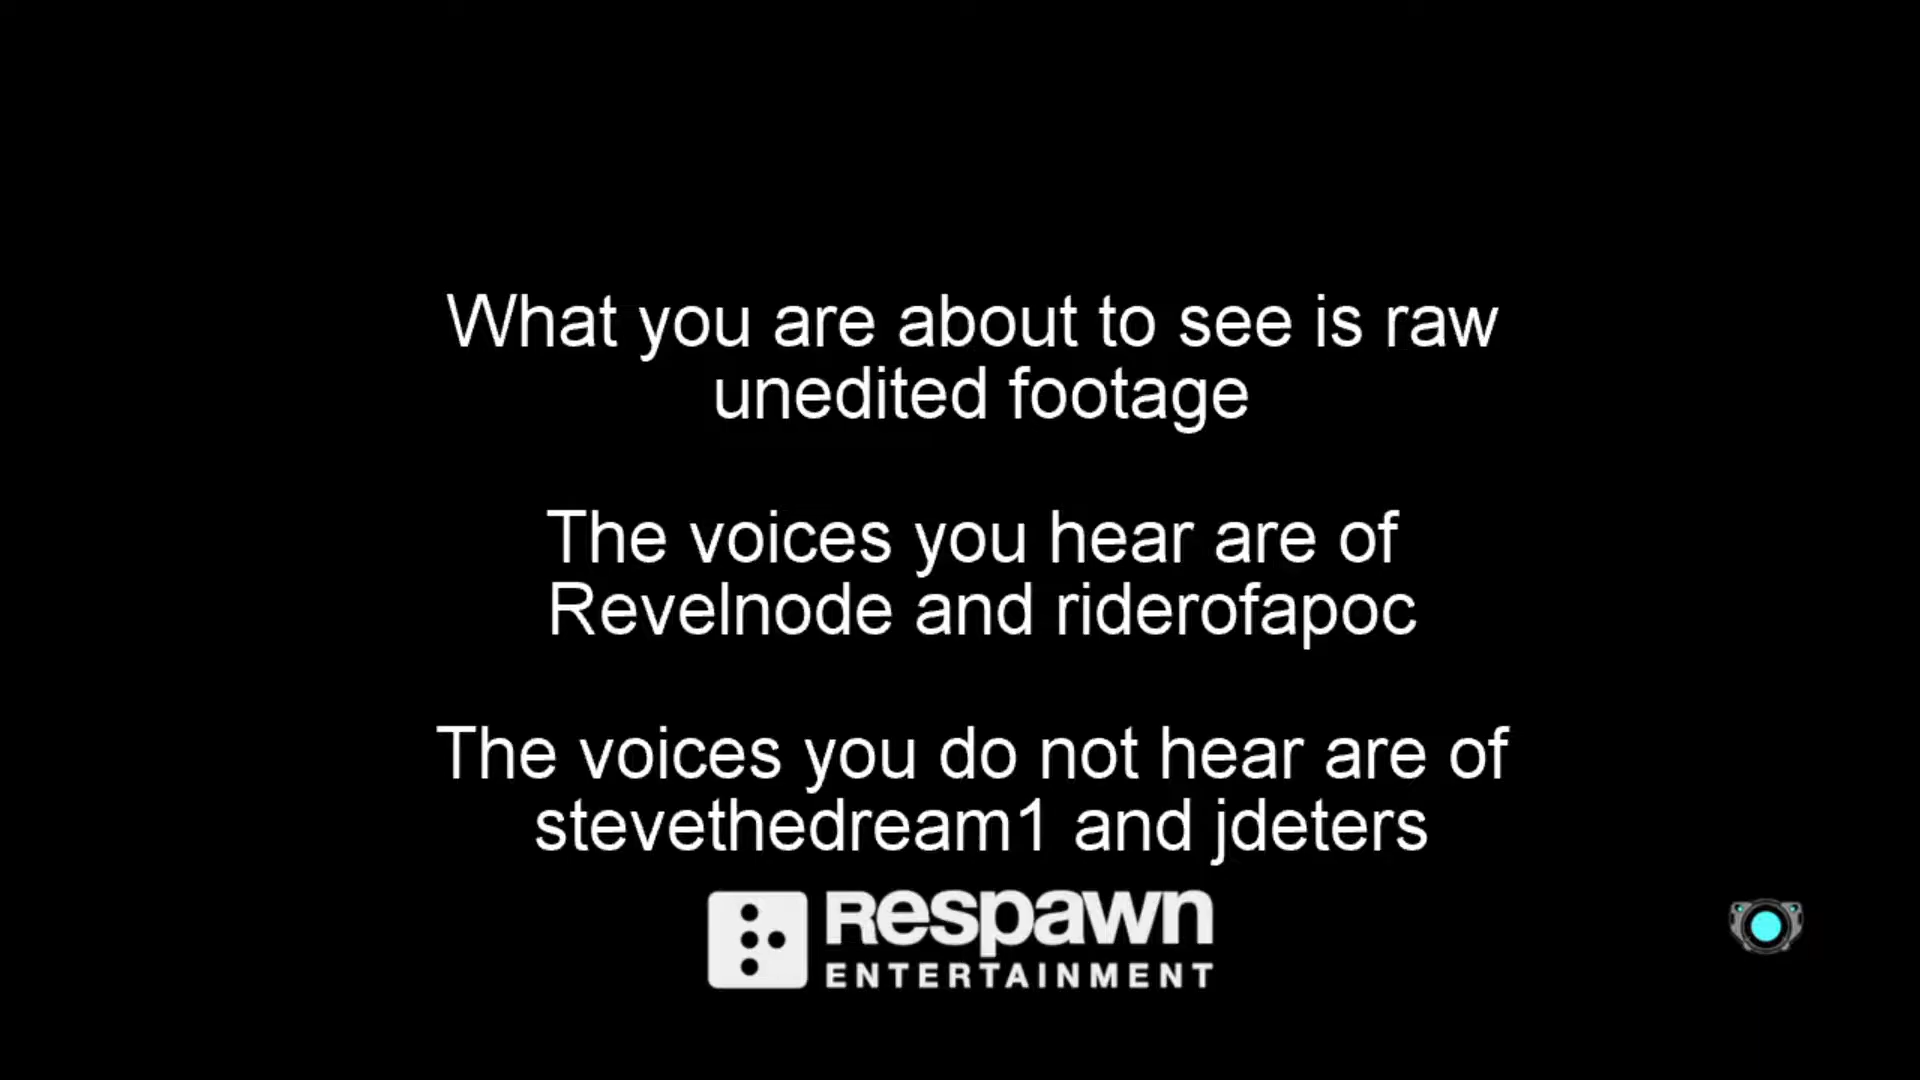 What you are about to see is raw
unedited footage
The voices you hear are of
Revelnode and riderofapoc
The voices you do not hear are of
stevethedream1 and jdeters
Respawn
ENTERTAINMENT